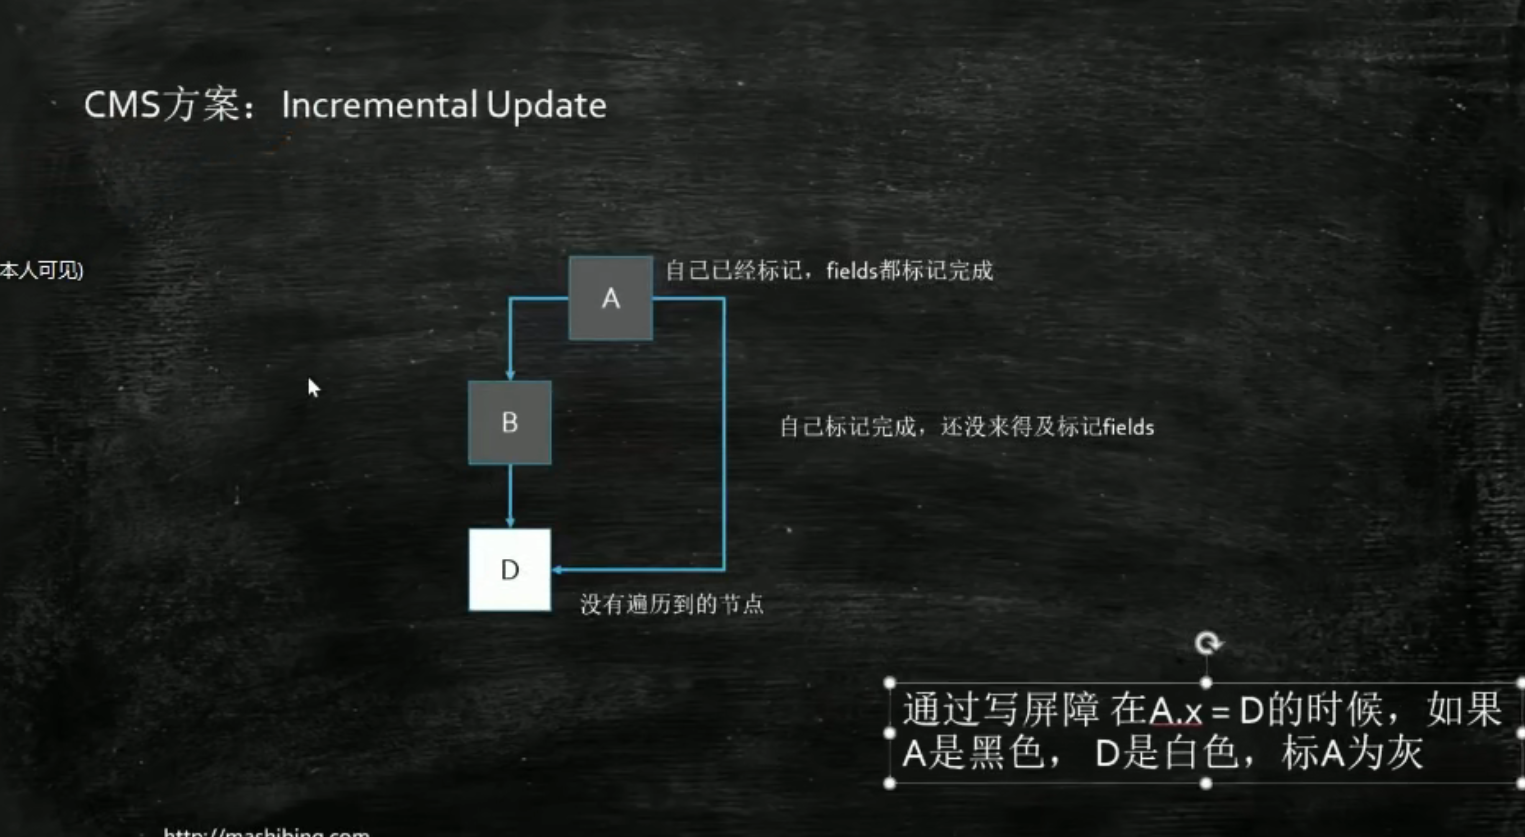 CMS方案：Incremental Update
本人可见)
A
自己已经标记，fields都标记完成
B
自己标记完成，还没来得及标记fields
D
没有遍历到的节点
通过写屏障 在A.x = D的时候，如果
A是黑色， D是白色，标A为灰
http://mashibing.com